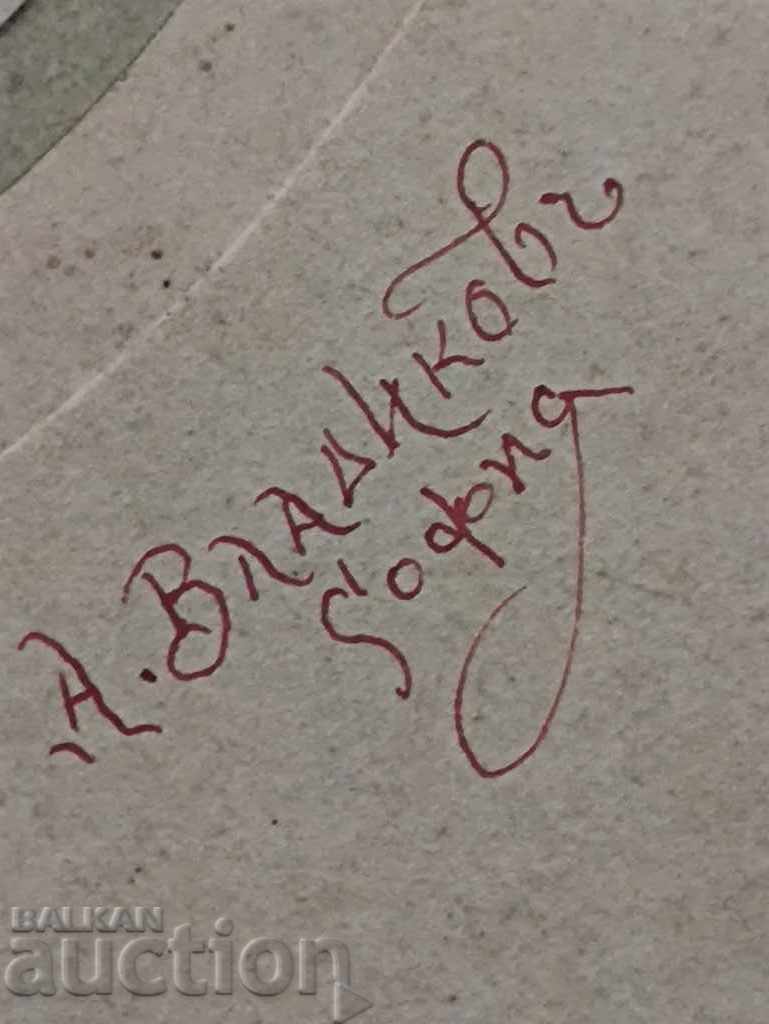 А. Владиковъ
София
BALKAN
auction